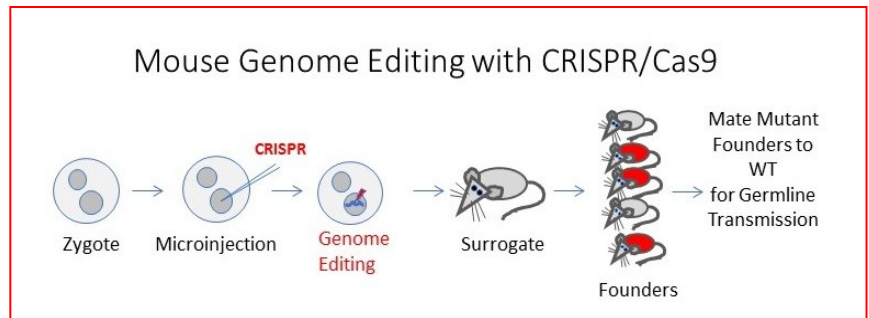 Mouse Genome Editing with CRISPR/Cas9
CRISPR
Zygote
Microinjection
Genome
Editing
Surrogate
Founders
Mate Mutant
Founders to
WT
for Germline
Transmission